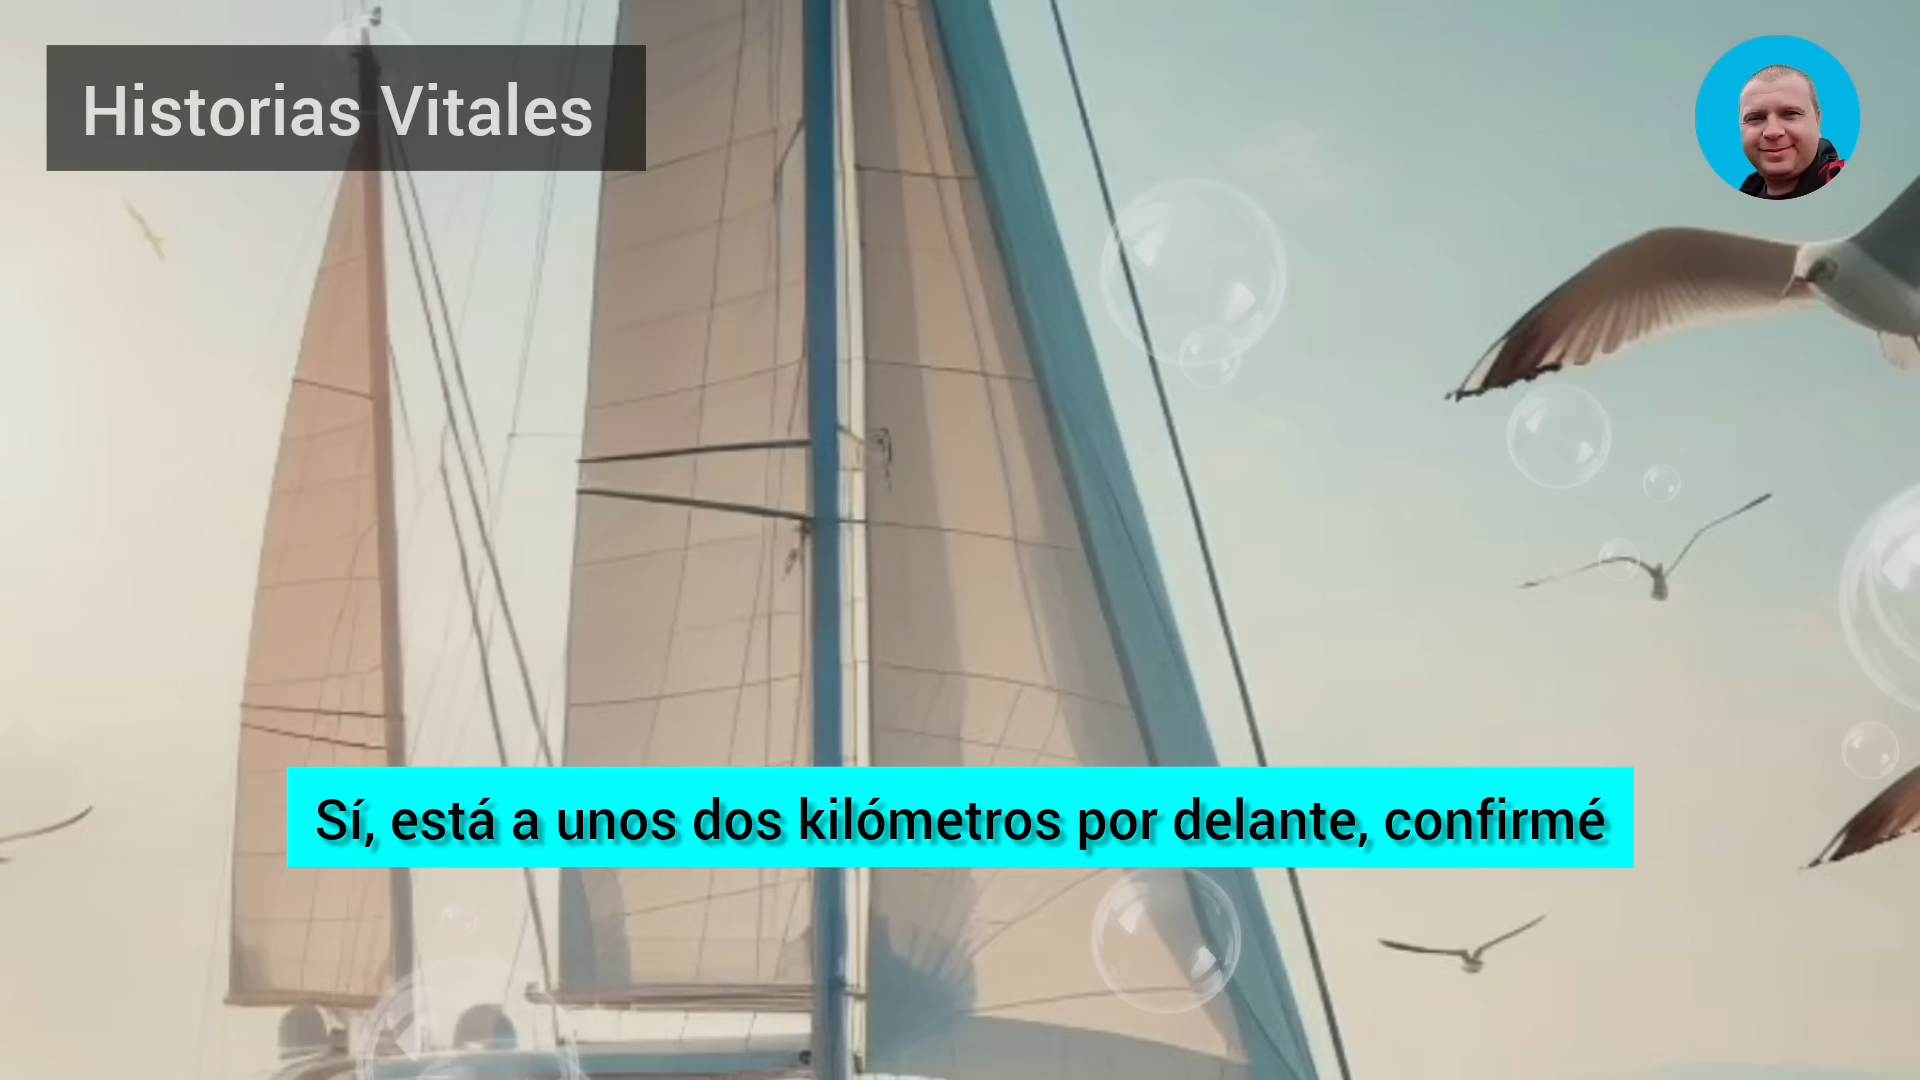 Historias Vitales
Sí, está a unos dos kilómetros por delante, confirmé